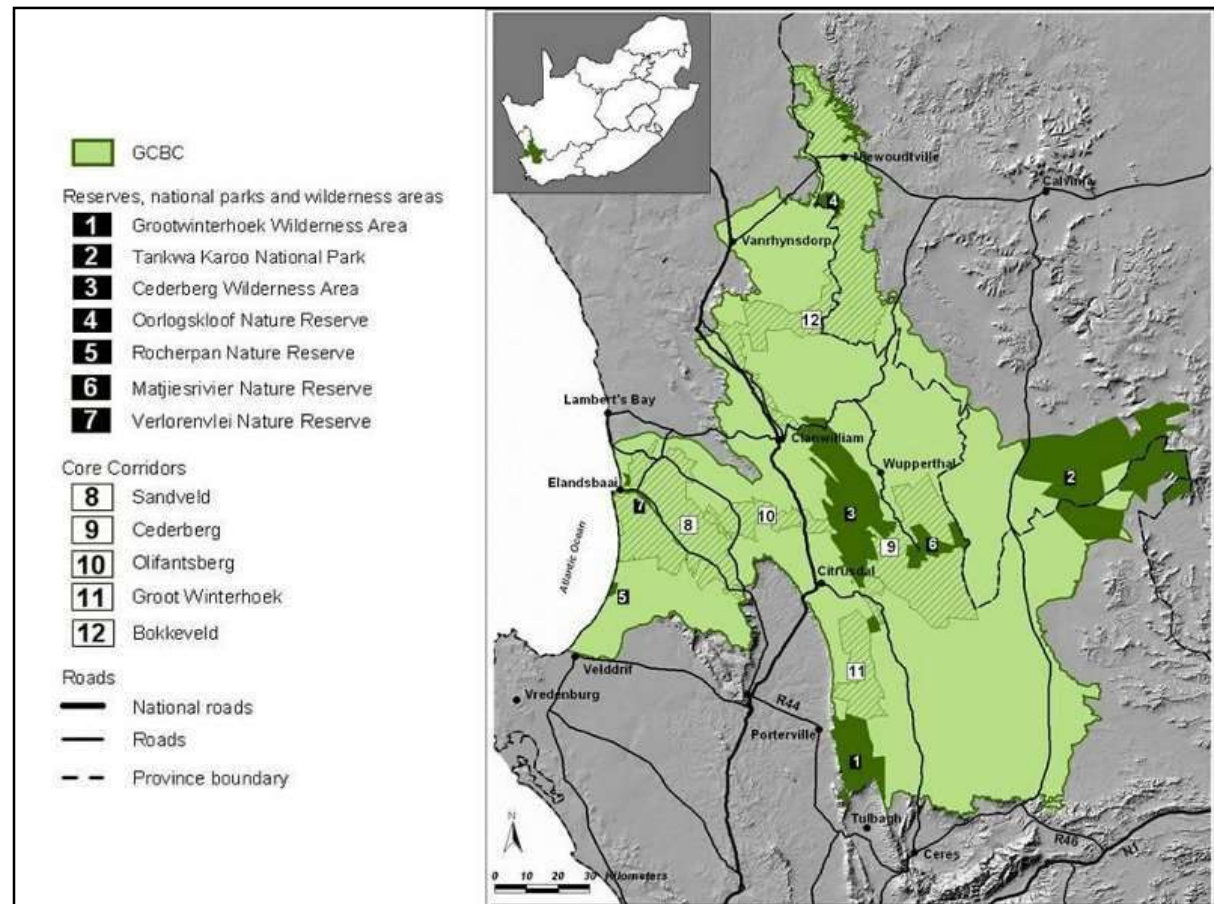 GCBC
Reserves, national parks and wilderness areas
1 Grootwinterhoek Wilderness Area
2 Tankwa Karoo National Park
3 Cederberg Wilderness Area
4 Oorlogskloof Nature Reserve
5 Rocherpan Nature Reserve
6 Matjiesrivier Nature Reserve
7 Verlorenvlei Nature Reserve
Core Corridors
8 Sandveld
9 Cederberg
10 Olifantsberg
11 Groot Winterhoek
12 Bokkeveld
Roads
National roads
Roads
Province boundary
Niewoudtville
Calvinia
4
Vanrhynsdorp
12
Lambert's Bay
Clanwilliam
Wupperthal
2
Elandsbaai
7
8
10
3
9
6
Atlantic Ocean
Citrusdal
5
11
Velddrif
Vredenburg
R44
Porterville
1
Tulbagh
Ceres
R46
N1
N
0 10 20 30 Kilometers